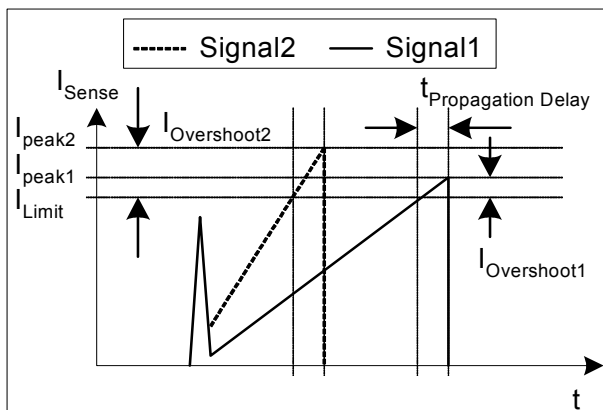 Signal2 Signal1
I_Sense
t_Propagation Delay
I_peak2
I_Overshoot2
I_peak1
I_Limit
I_Overshoot1
t